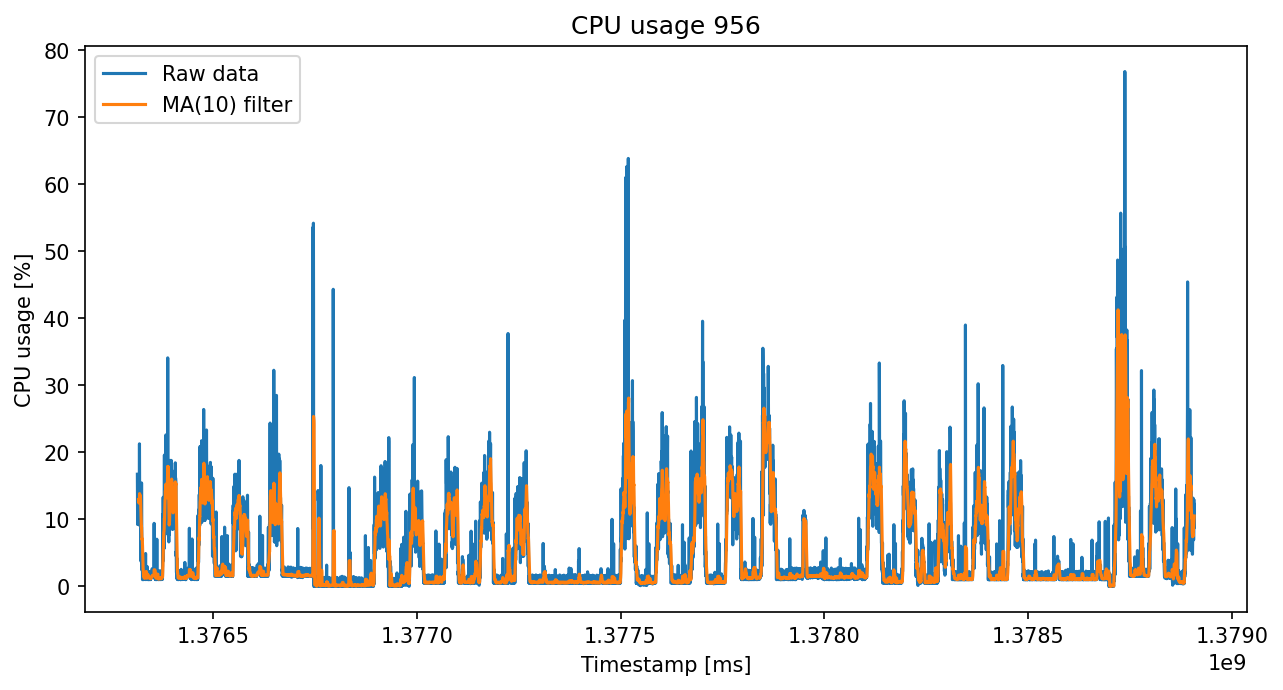 CPU usage 956
Raw data
MA(10) filter
CPU usage [%]
80
70
60
50
40
30
20
10
0
1.3765 1.3770 1.3775 1.3780 1.3785 1.3790
1e9
Timestamp [ms]